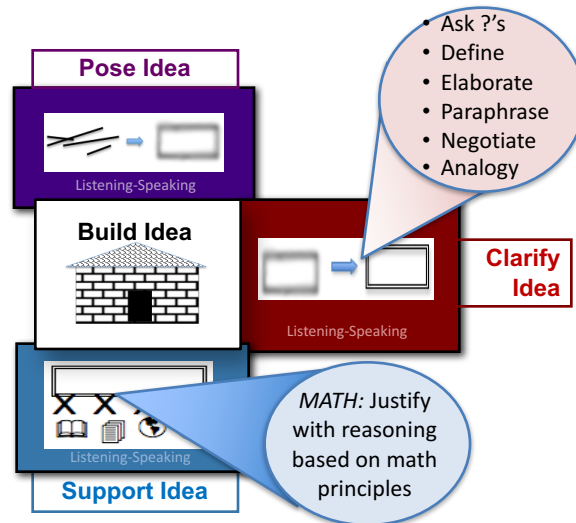 Pose Idea
Listening-Speaking
• Ask ?’s
• Define
• Elaborate
• Paraphrase
• Negotiate
• Analogy
Build Idea
Listening-Speaking
Clarify
Idea
Listening-Speaking
Support Idea
MATH: Justify
with reasoning
based on math
principles